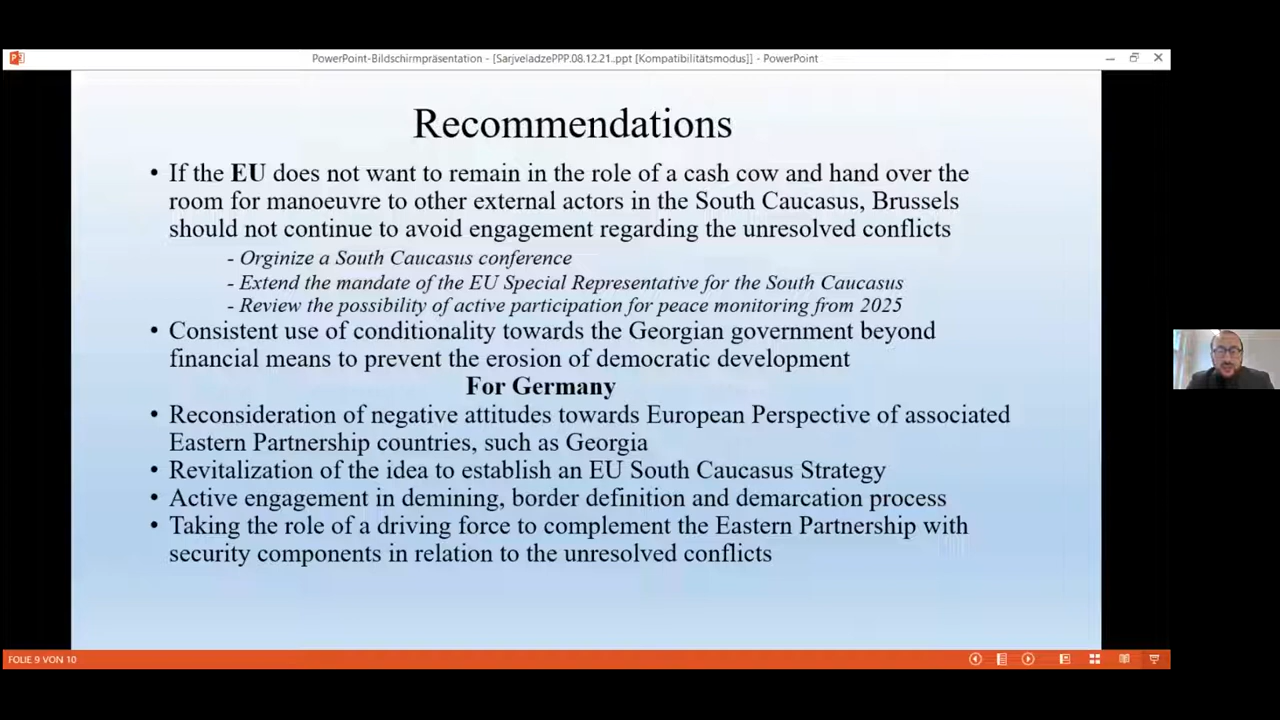 PowerPoint-Bildschirmpräsentation - [SarjveladzePPP.08.12.21..ppt [Kompatibilitätsmodus]] - PowerPoint
Recommendations
• If the EU does not want to remain in the role of a cash cow and hand over the
room for manoeuvre to other external actors in the South Caucasus, Brussels
should not continue to avoid engagement regarding the unresolved conflicts
- Orginize a South Caucasus conference
- Extend the mandate of the EU Special Representative for the South Caucasus
- Review the possibility of active participation for peace monitoring from 2025
• Consistent use of conditionality towards the Georgian government beyond
financial means to prevent the erosion of democratic development
For Germany
• Reconsideration of negative attitudes towards European Perspective of associated
Eastern Partnership countries, such as Georgia
• Revitalization of the idea to establish an EU South Caucasus Strategy
• Active engagement in demining, border definition and demarcation process
• Taking the role of a driving force to complement the Eastern Partnership with
security components in relation to the unresolved conflicts
FOLIE 9 VON 10